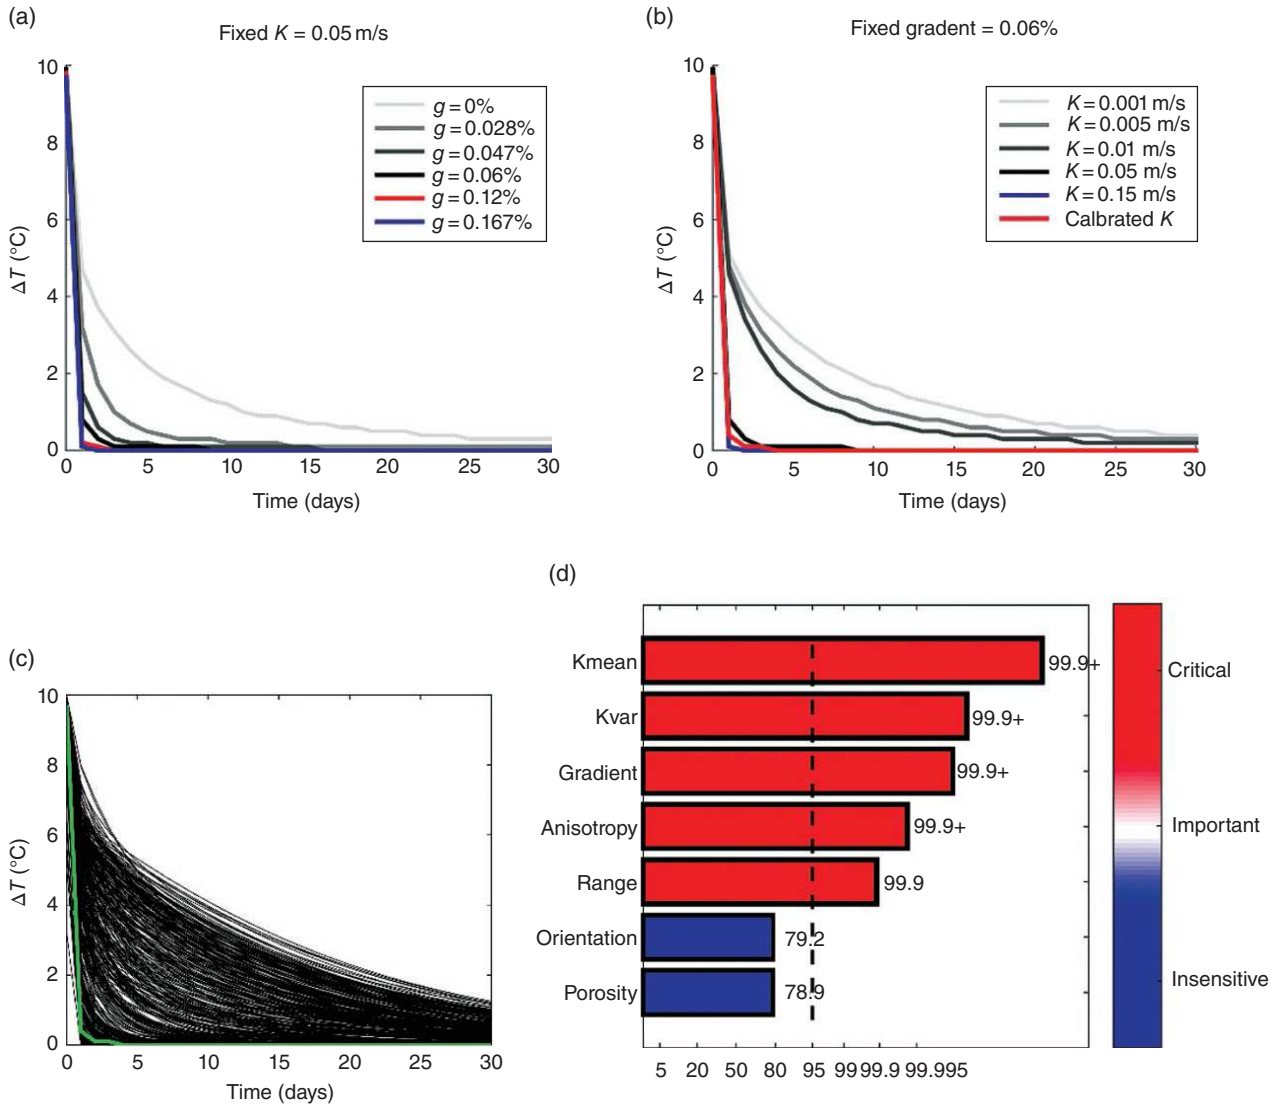 (a)
Fixed K = 0.05 m/s
10
8
6
4
2
0
ΔT (°C)
g = 0%
g = 0.028%
g = 0.047%
g = 0.06%
g = 0.12%
g = 0.167%
0 5 10 15 20 25 30
Time (days)
(b)
Fixed gradent = 0.06%
10
8
6
4
2
0
ΔT (°C)
K = 0.001 m/s
K = 0.005 m/s
K = 0.01 m/s
K = 0.05 m/s
K = 0.15 m/s
Calbrated K
0 5 10 15 20 25 30
Time (days)
(c)
10
8
6
4
2
0
ΔT (°C)
0 5 10 15 20 25 30
Time (days)
(d)
Kmean 99.9+
Kvar 99.9+
Gradient 99.9+
Anisotropy 99.9+
Range 99.9
Orientation 79.2
Porosity 78.9
5 20 50 80 95 99 99.9 99.995
Critical
Important
Insensitive